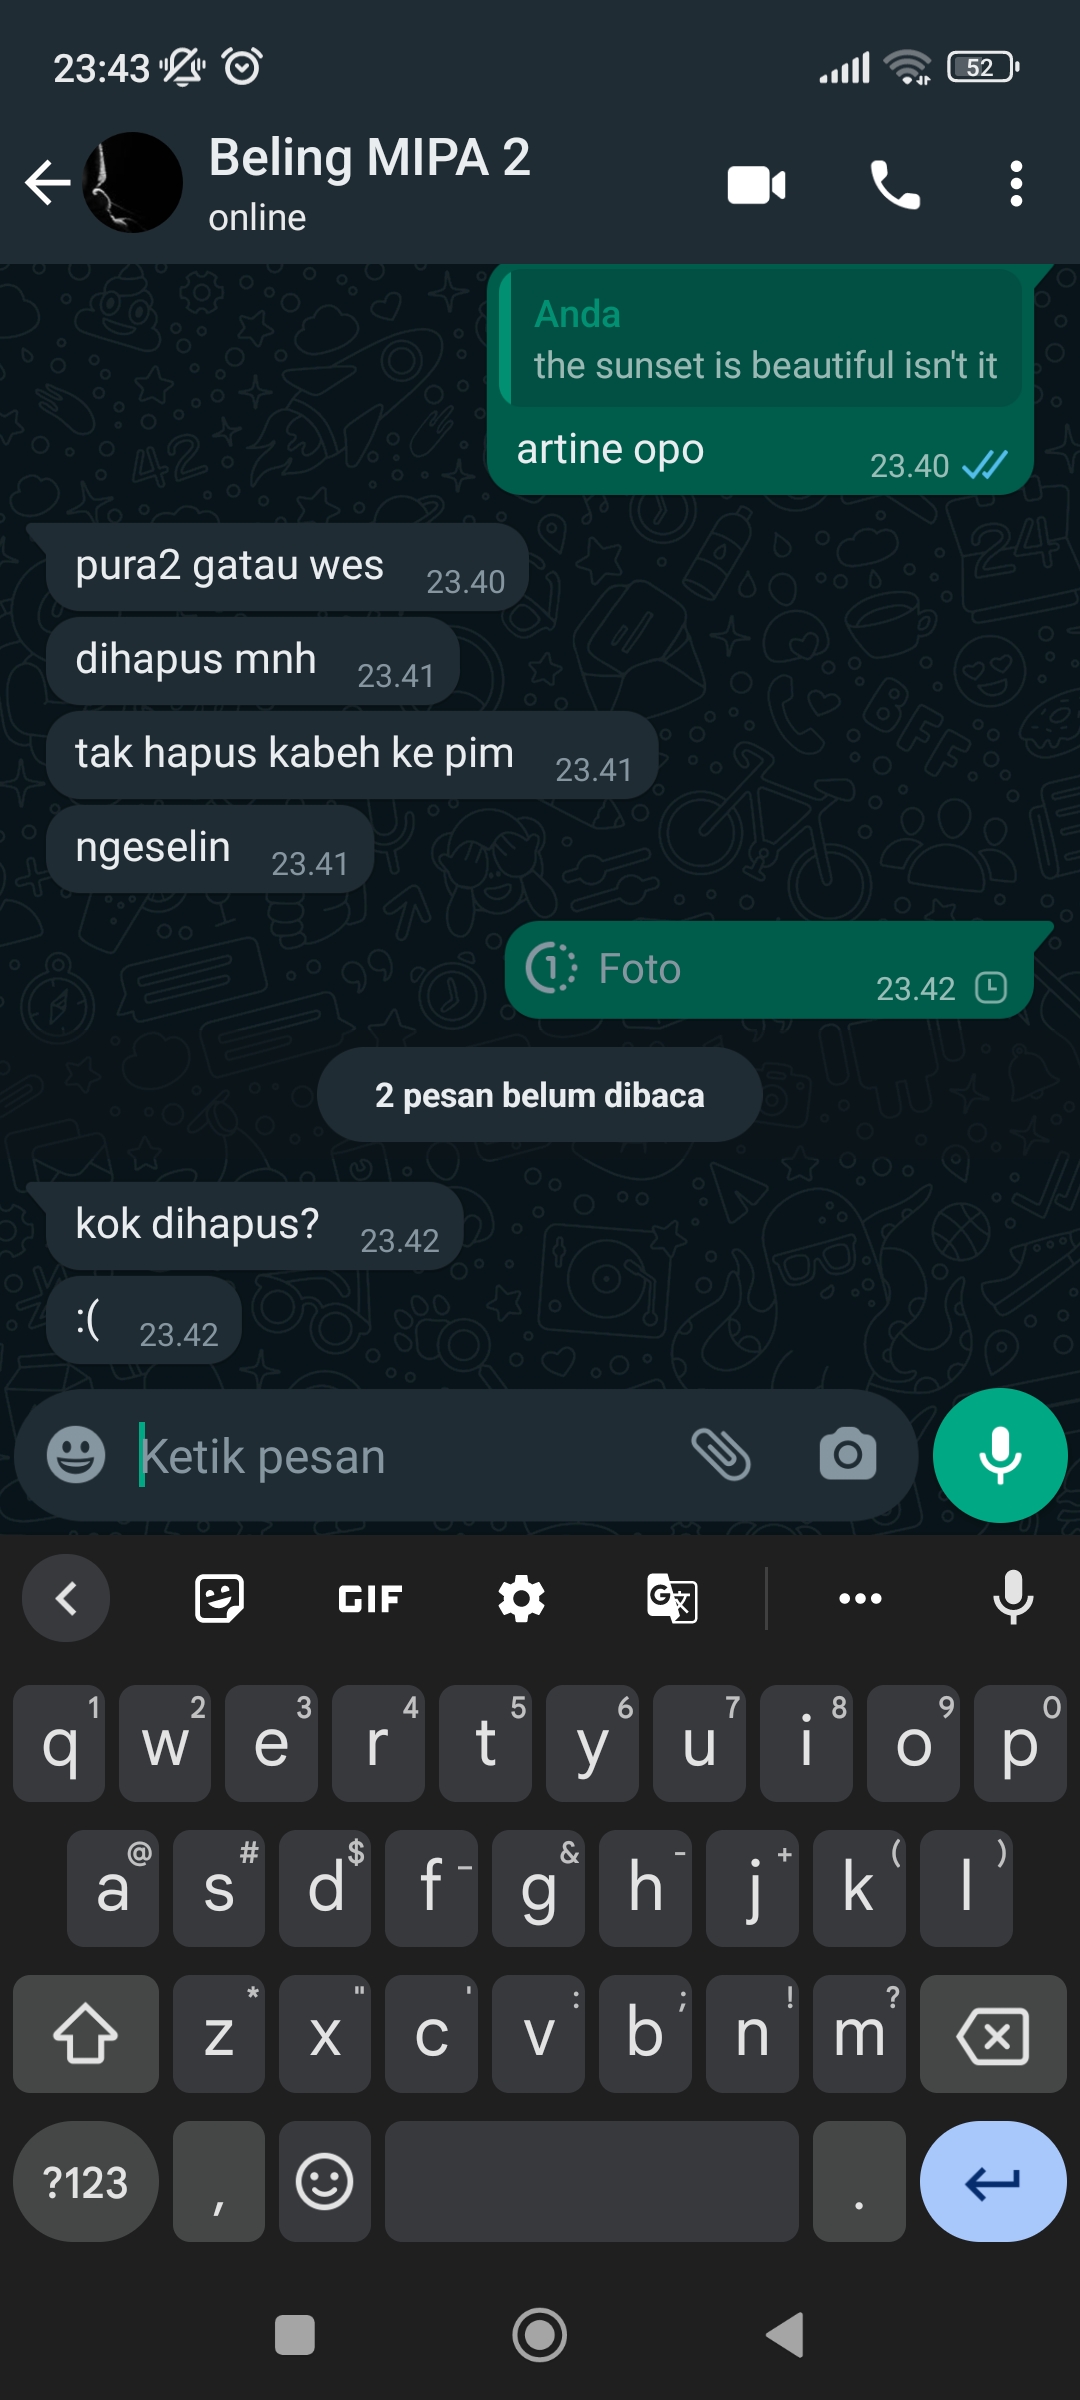 23:43
52
Beling MIPA 2
online
Anda
the sunset is beautiful isn't it
artine opo 23.40
pura2 gatau wes 23.40
dihapus mnh 23.41
tak hapus kabeh ke pim 23.41
ngeselin 23.41
1 Foto 23.42
2 pesan belum dibaca
kok dihapus? 23.42
:( 23.42
Ketik pesan
GIF
1 2 3 4 5 6 7 8 9 0
q w e r t y u i o p
@ # $ _ & - + ( )
a s d f g h j k l
* " ' : ; ! ?
z x c v b n m
?123 , .